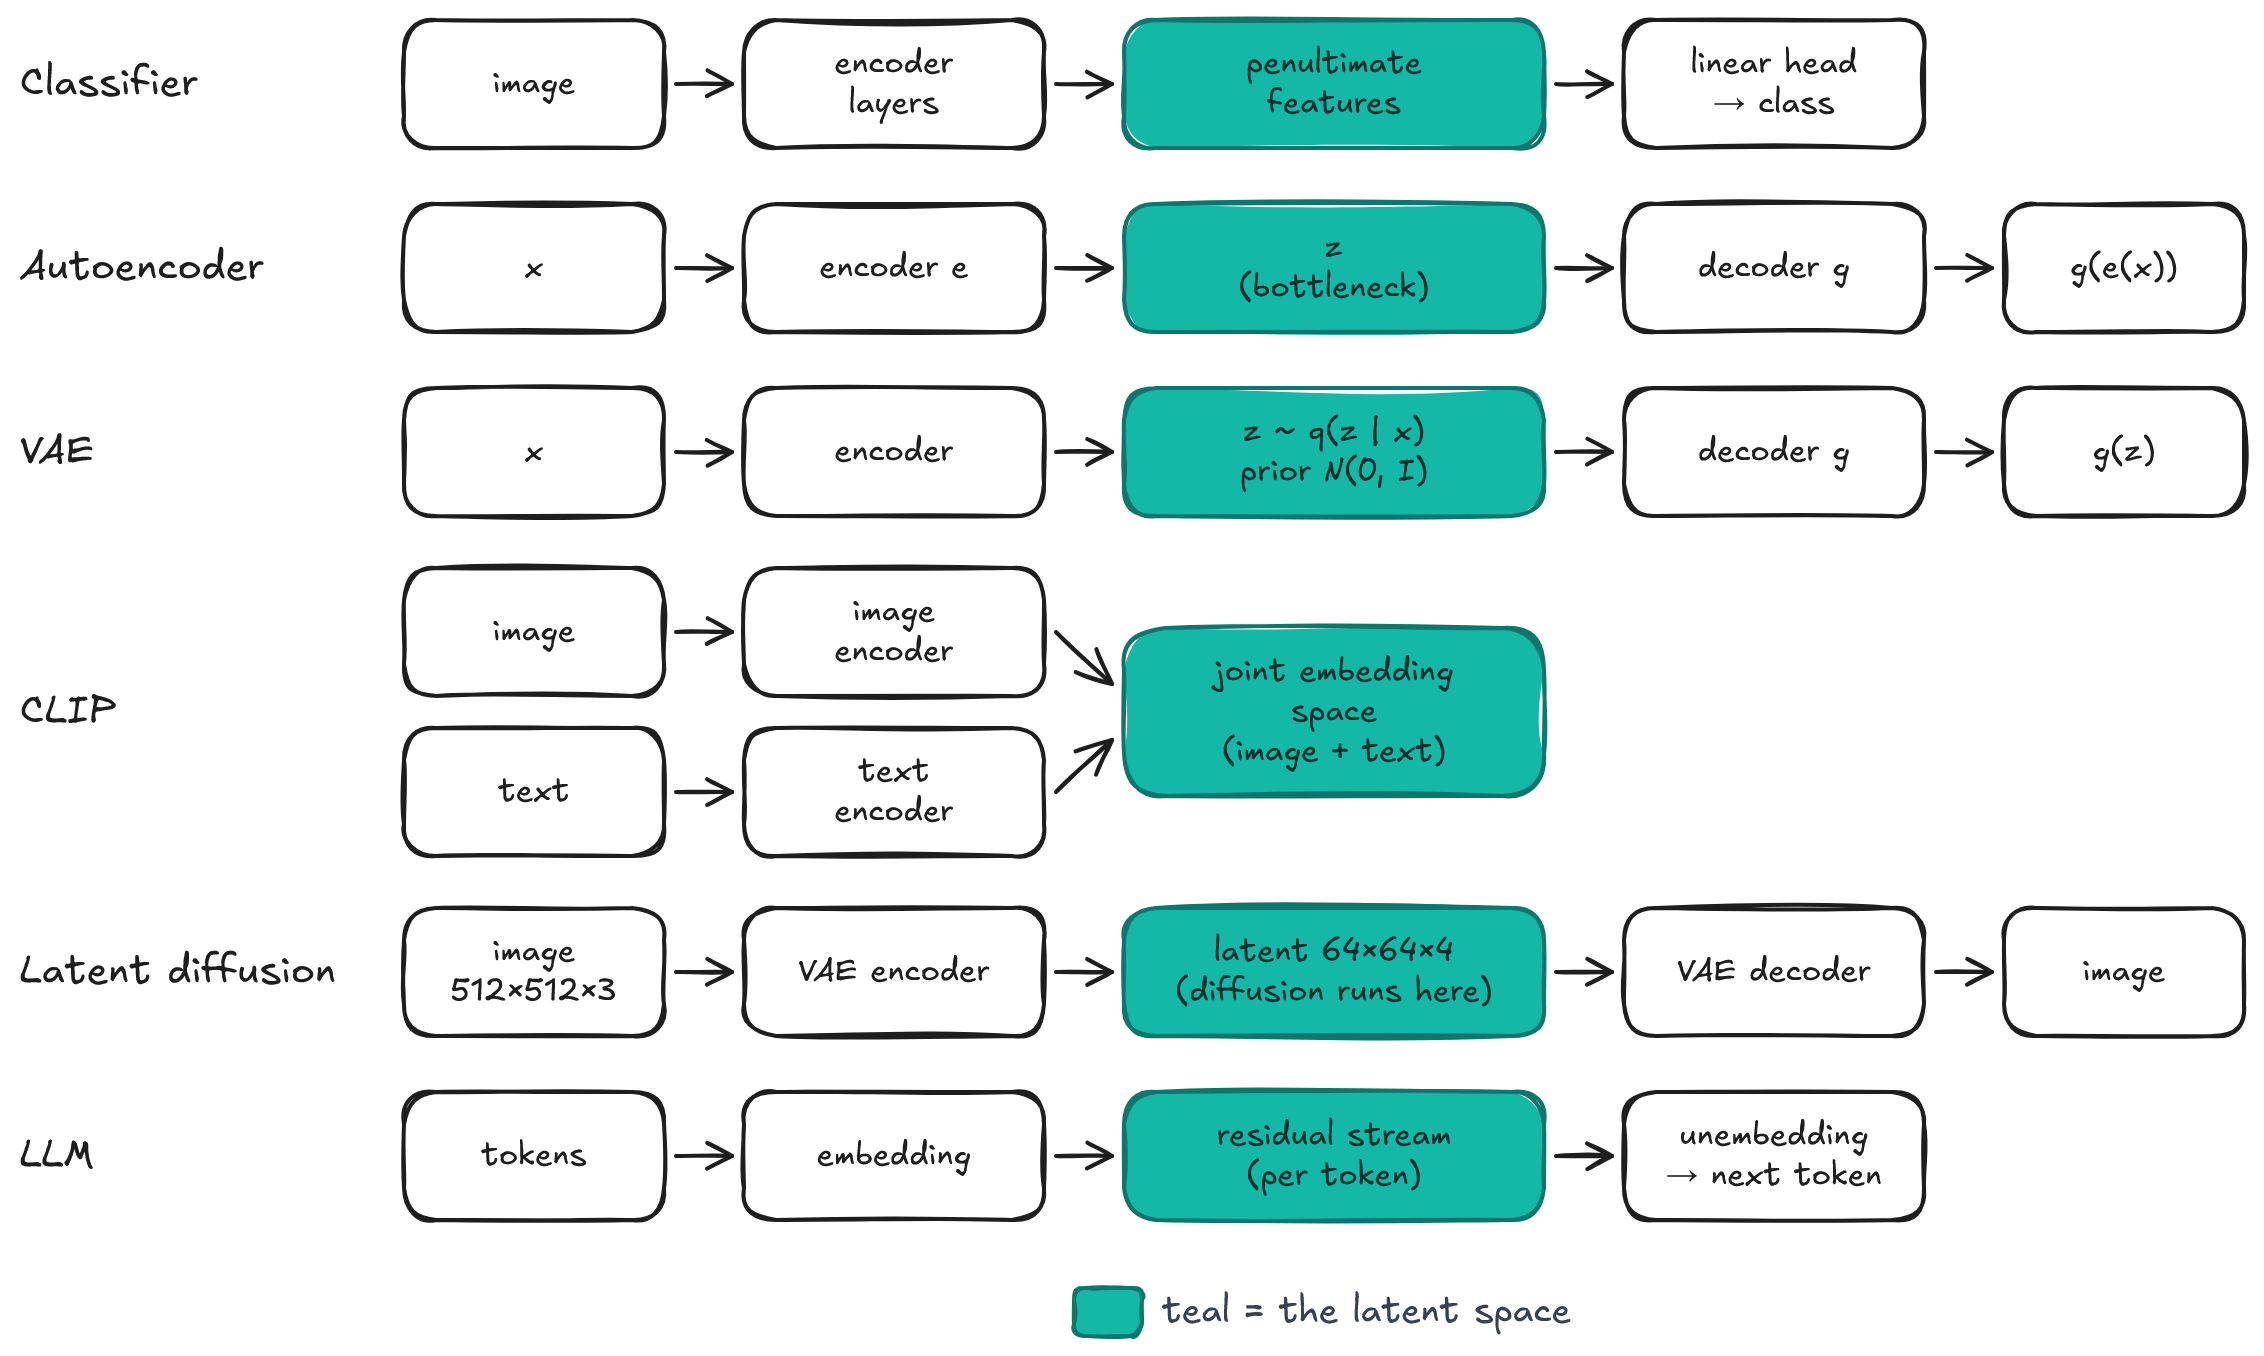 Classifier
image
encoder
layers
penultimate
features
linear head
→ class
Autoencoder
x
encoder e
z
(bottleneck)
decoder g
g(e(x))
VAE
x
encoder
z ~ q(z | x)
prior N(0, I)
decoder g
g(z)
CLIP
image
image
encoder
text
text
encoder
joint embedding
space
(image + text)
Latent diffusion
image
512×512×3
VAE encoder
latent 64×64×4
(diffusion runs here)
VAE decoder
image
LLM
tokens
embedding
residual stream
(per token)
unembedding
→ next token
teal = the latent space